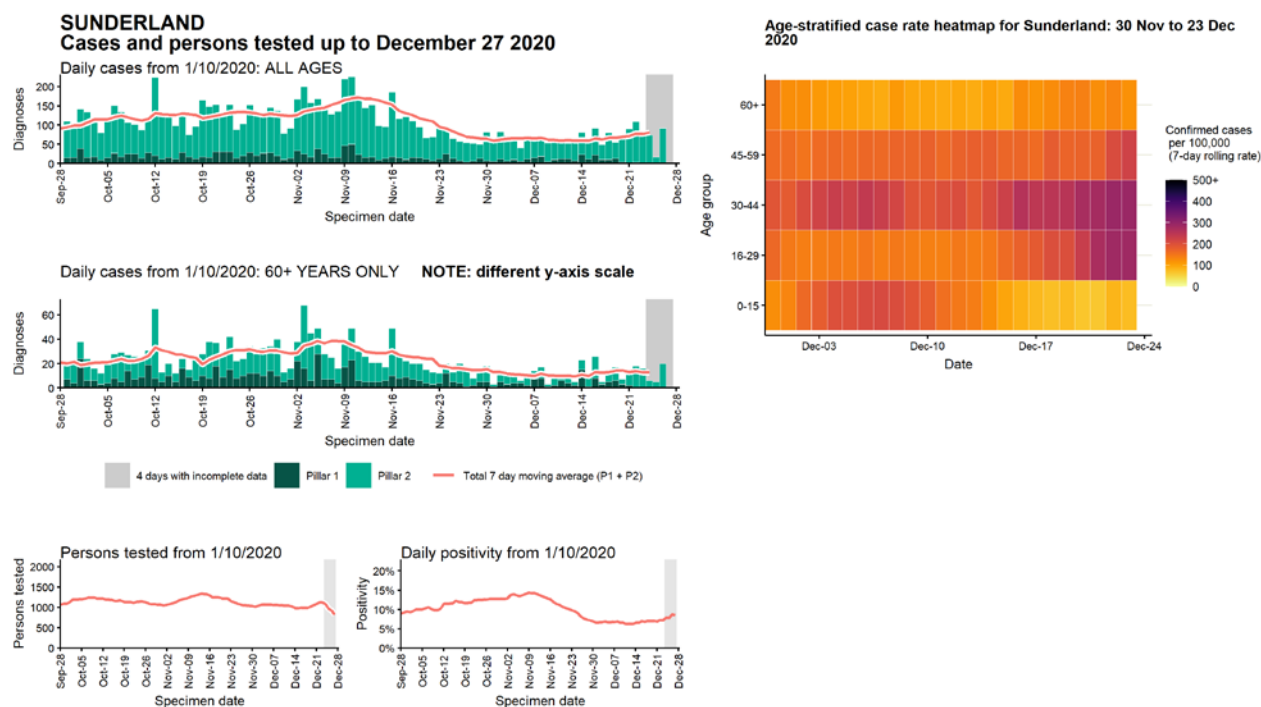 SUNDERLAND
Cases and persons tested up to December 27 2020
Daily cases from 1/10/2020: ALL AGES
Diagnoses
200
150
100
50
0
Sep-28
Oct-05
Oct-12
Oct-19
Oct-26
Nov-02
Nov-09
Nov-16
Nov-23
Nov-30
Dec-07
Dec-14
Dec-21
Dec-28
Specimen date
Daily cases from 1/10/2020: 60+ YEARS ONLY NOTE: different y-axis scale
Diagnoses
60
40
20
0
Sep-28
Oct-05
Oct-12
Oct-19
Oct-26
Nov-02
Nov-09
Nov-16
Nov-23
Nov-30
Dec-07
Dec-14
Dec-21
Dec-28
Specimen date
4 days with incomplete data
Pillar 1
Pillar 2
Total 7 day moving average (P1 + P2)
Persons tested from 1/10/2020
Persons tested
2000
1500
1000
500
0
Sep-28
Oct-05
Oct-12
Oct-19
Oct-26
Nov-02
Nov-09
Nov-16
Nov-23
Nov-30
Dec-07
Dec-14
Dec-21
Dec-28
Specimen date
Daily positivity from 1/10/2020
Positivity
20%
15%
10%
5%
0%
Sep-28
Oct-05
Oct-12
Oct-19
Oct-26
Nov-02
Nov-09
Nov-16
Nov-23
Nov-30
Dec-07
Dec-14
Dec-21
Dec-28
Specimen date
Age-stratified case rate heatmap for Sunderland: 30 Nov to 23 Dec
2020
Age group
60+
45-59
30-44
16-29
0-15
Dec-03
Dec-10
Dec-17
Dec-24
Date
Confirmed cases
per 100,000
(7-day rolling rate)
500+
400
300
200
100
0